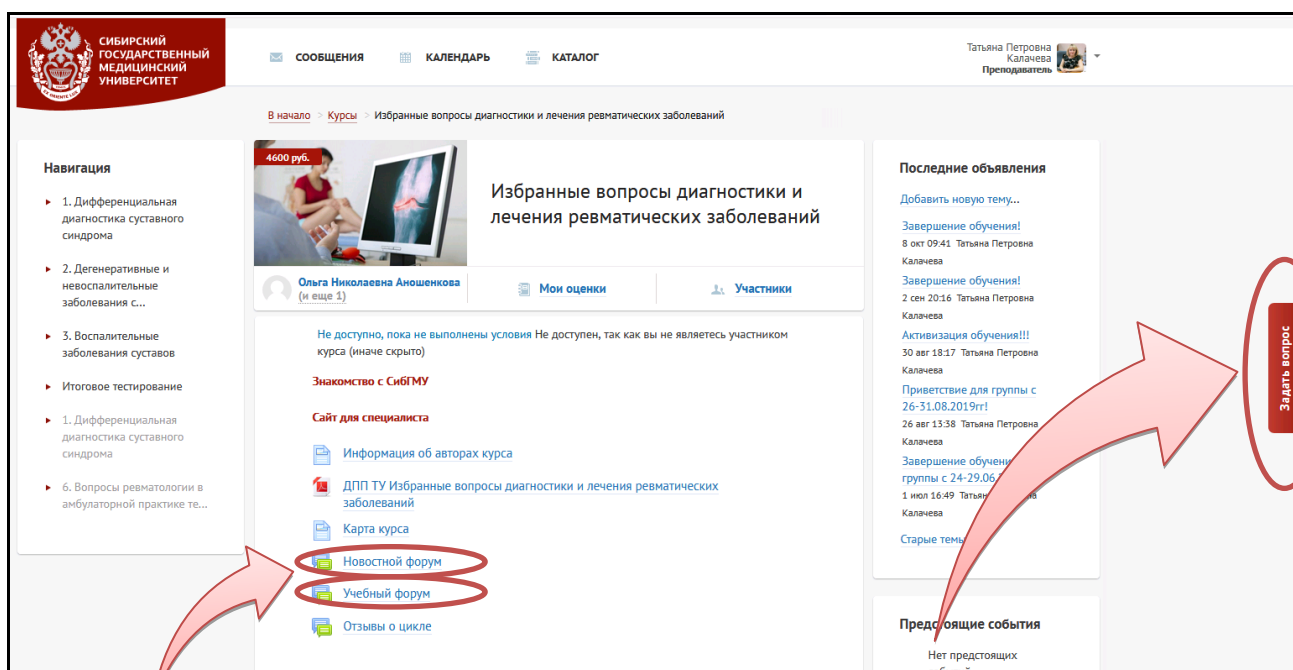 СИБИРСКИЙ
ГОСУДАРСТВЕННЫЙ
МЕДИЦИНСКИЙ
УНИВЕРСИТЕТ
СООБЩЕНИЯ
КАЛЕНДАРЬ
КАТАЛОГ
Татьяна Петровна
Калачева
Преподаватель
В начало > Курсы > Избранные вопросы диагностики и лечения ревматических заболеваний
Навигация
1. Дифференциальная
диагностика суставного
синдрома
2. Дегенеративные и
невоспалительные
заболевания с...
3. Воспалительные
заболевания суставов
Итоговое тестирование
1. Дифференциальная
диагностика суставного
синдрома
6. Вопросы ревматологии в
амбулаторной практике те...
4600 руб.
Избранные вопросы диагностики и
лечения ревматических заболеваний
Ольга Николаевна Аношенкова
(и еще 1)
Мои оценки
Участники
Не доступно, пока не выполнены условия Не доступен, так как вы не являетесь участником
курса (иначе скрыто)
Знакомство с СибГМУ
Сайт для специалиста
Информация об авторах курса
ДПП ТУ Избранные вопросы диагностики и лечения ревматических
заболеваний
Карта курса
Новостной форум
Учебный форум
Отзывы о цикле
Последние объявления
Добавить новую тему...
Завершение обучения!
8 окт 09:41 Татьяна Петровна
Калачева
Завершение обучения!
2 сен 20:16 Татьяна Петровна
Калачева
Активизация обучения!!!
30 авг 18:17 Татьяна Петровна
Калачева
Приветствие для группы с
26-31.08.2019гг!
26 авг 13:38 Татьяна Петровна
Калачева
Завершение
группы с 24-29.06.
1 июл 16:49
Калачева
Старые темы
Предстоящие события
Нет предстоящих
Задать вопрос